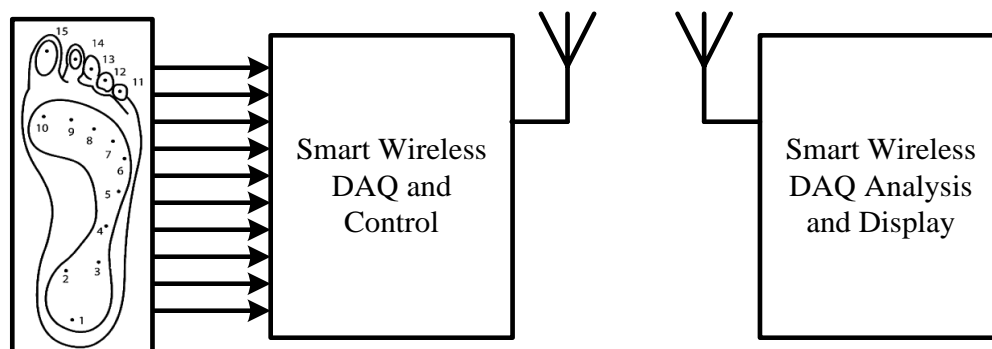 15
14
13
12
11
10
9
8
7
6
5
4
3
2
1
Smart Wireless
DAQ and
Control
Smart Wireless
DAQ Analysis
and Display